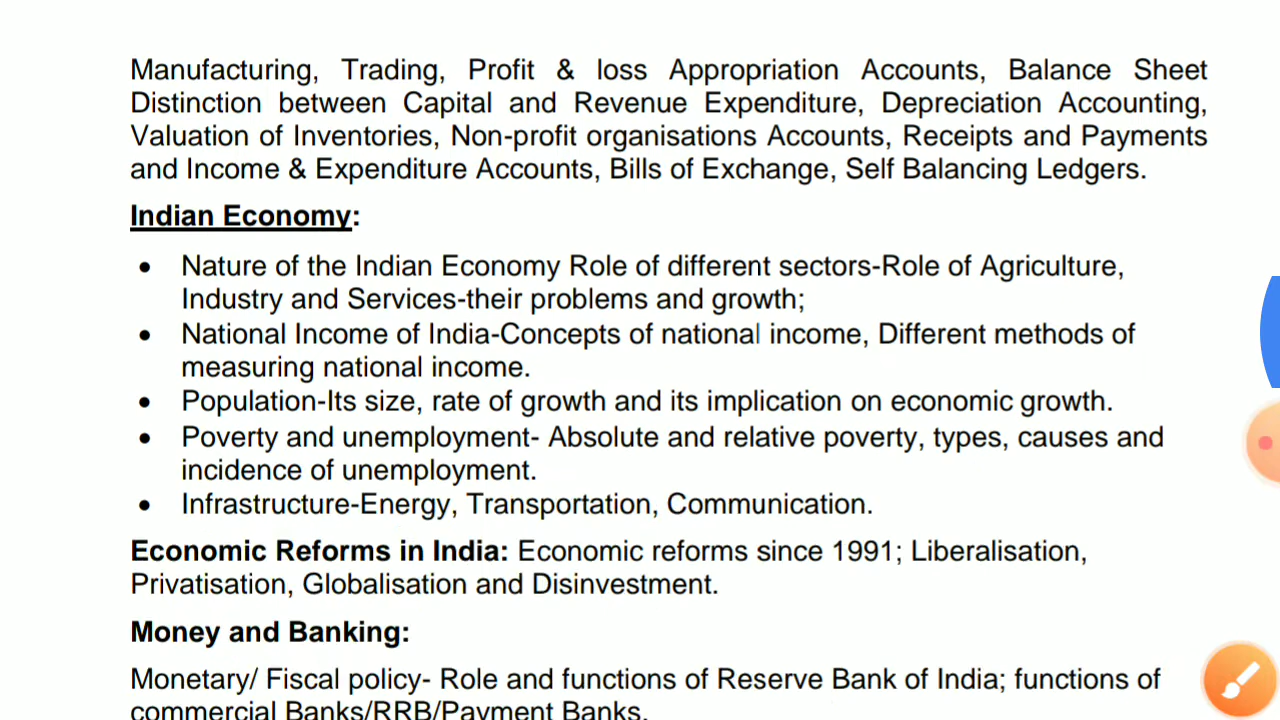 Manufacturing, Trading, Profit & loss Appropriation Accounts, Balance Sheet
Distinction between Capital and Revenue Expenditure, Depreciation Accounting,
Valuation of Inventories, Non-profit organisations Accounts, Receipts and Payments
and Income & Expenditure Accounts, Bills of Exchange, Self Balancing Ledgers.
Indian Economy:
• Nature of the Indian Economy Role of different sectors-Role of Agriculture,
Industry and Services-their problems and growth;
• National Income of India-Concepts of national income, Different methods of
measuring national income.
• Population-Its size, rate of growth and its implication on economic growth.
• Poverty and unemployment- Absolute and relative poverty, types, causes and
incidence of unemployment.
• Infrastructure-Energy, Transportation, Communication.
Economic Reforms in India: Economic reforms since 1991; Liberalisation,
Privatisation, Globalisation and Disinvestment.
Money and Banking:
Monetary/ Fiscal policy- Role and functions of Reserve Bank of India; functions of
commercial Banks/RRB/Payment Banks.